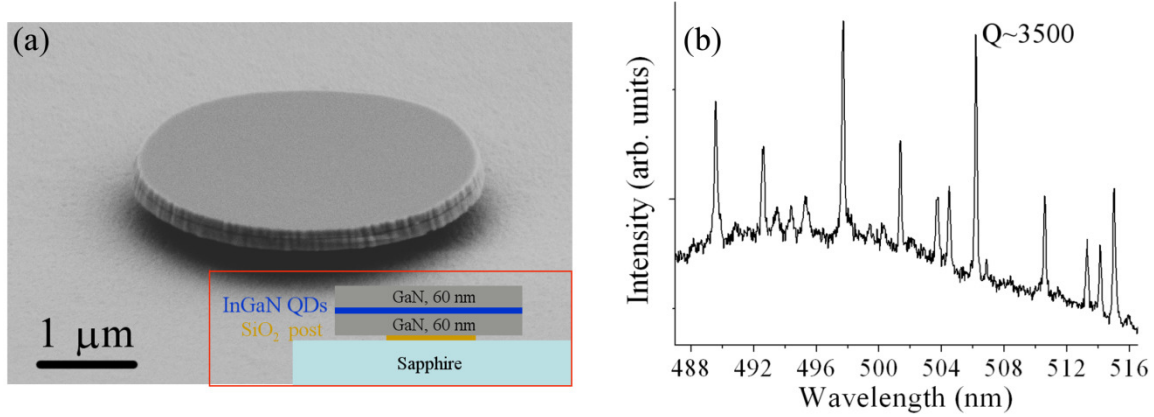 (a)
InGaN QDs
SiO₂ post
GaN, 60 nm
GaN, 60 nm
Sapphire
1 μm
(b)
Q~3500
Intensity (arb. units)
488 492 496 500 504 508 512 516
Wavelength (nm)